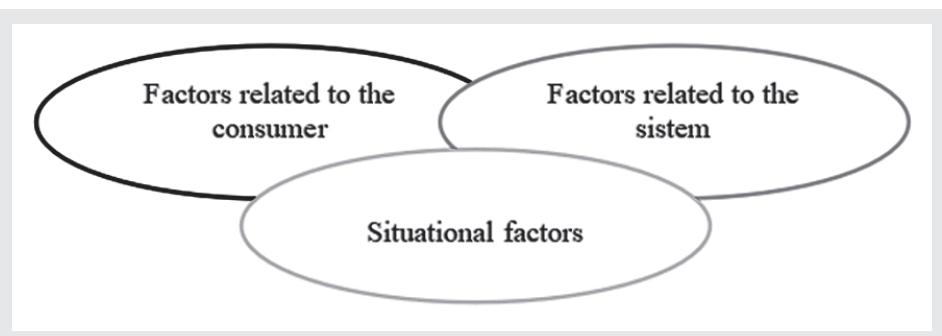 Factors related to the
consumer
Factors related to the
sistem
Situational factors